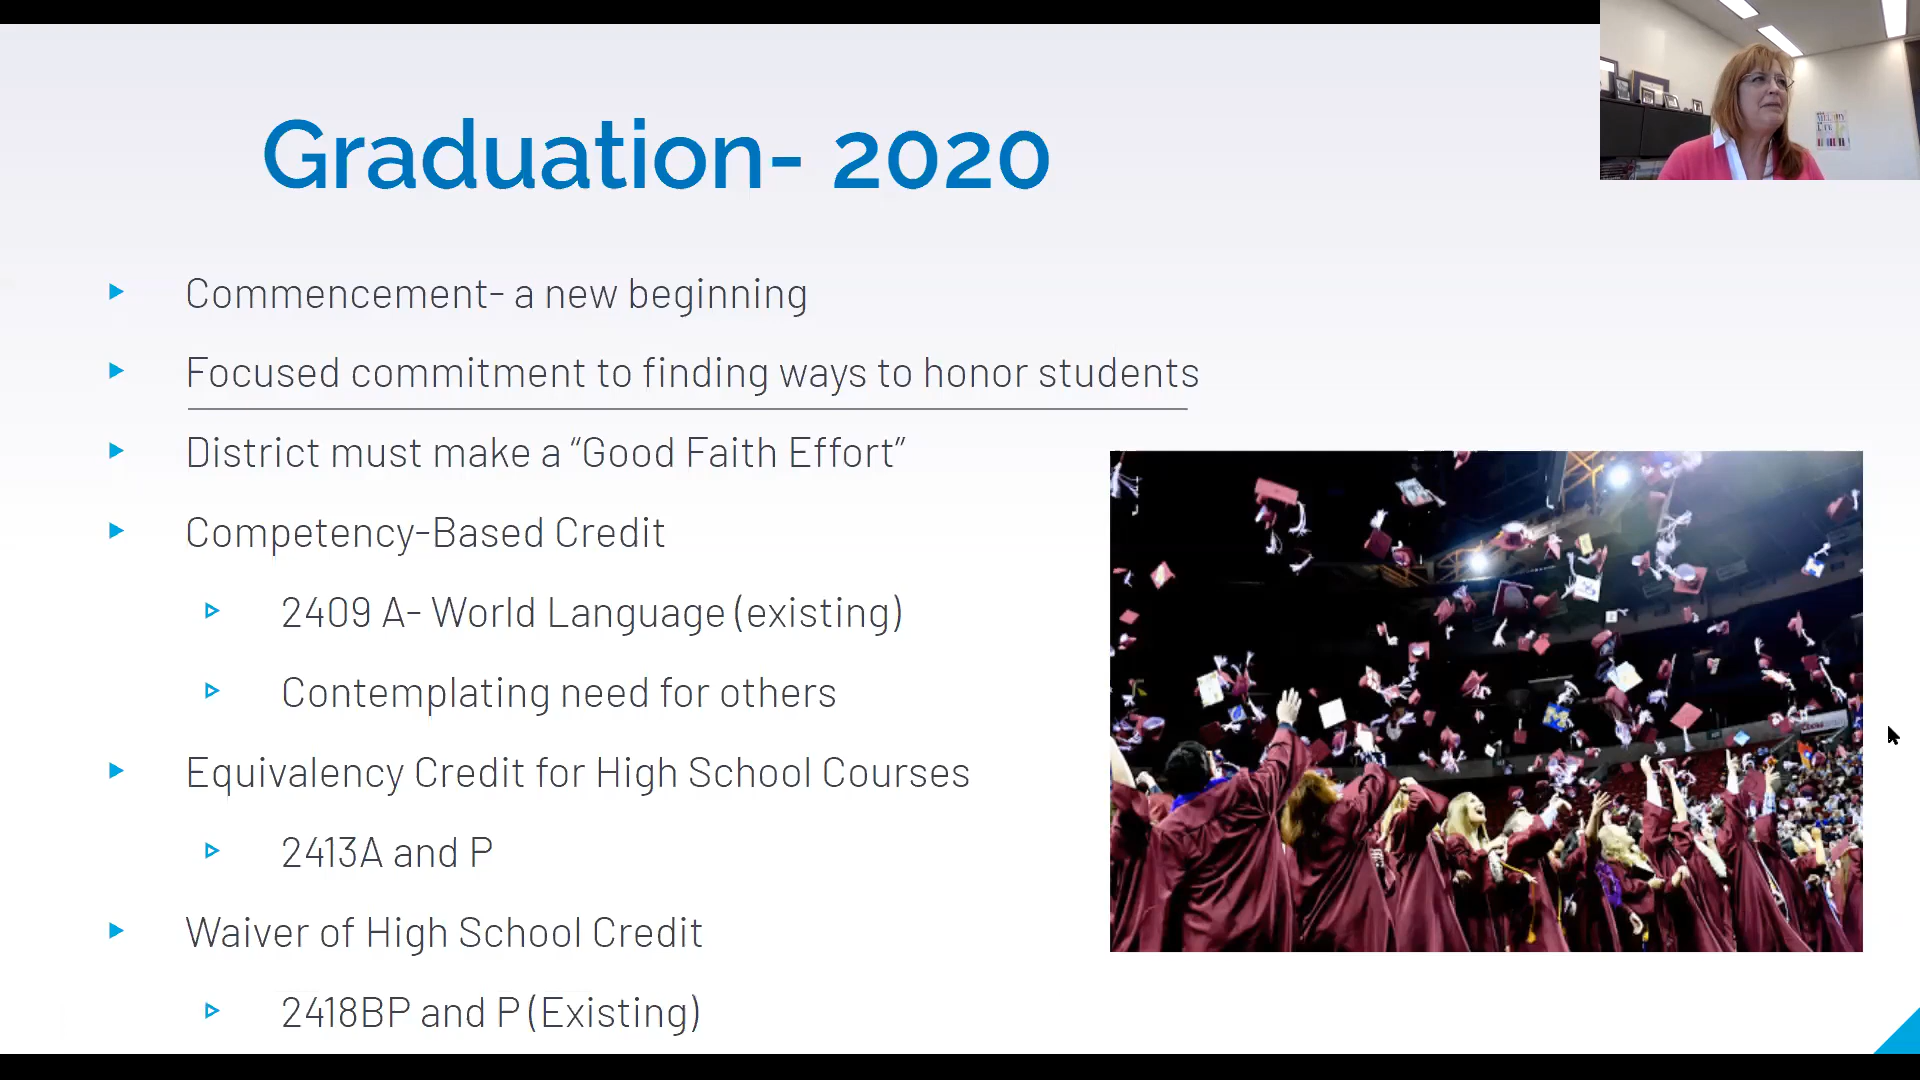 Graduation- 2020
Commencement- a new beginning
Focused commitment to finding ways to honor students
District must make a “Good Faith Effort”
Competency-Based Credit
2409 A- World Language (existing)
Contemplating need for others
Equivalency Credit for High School Courses
2413A and P
Waiver of High School Credit
2418BP and P (Existing)